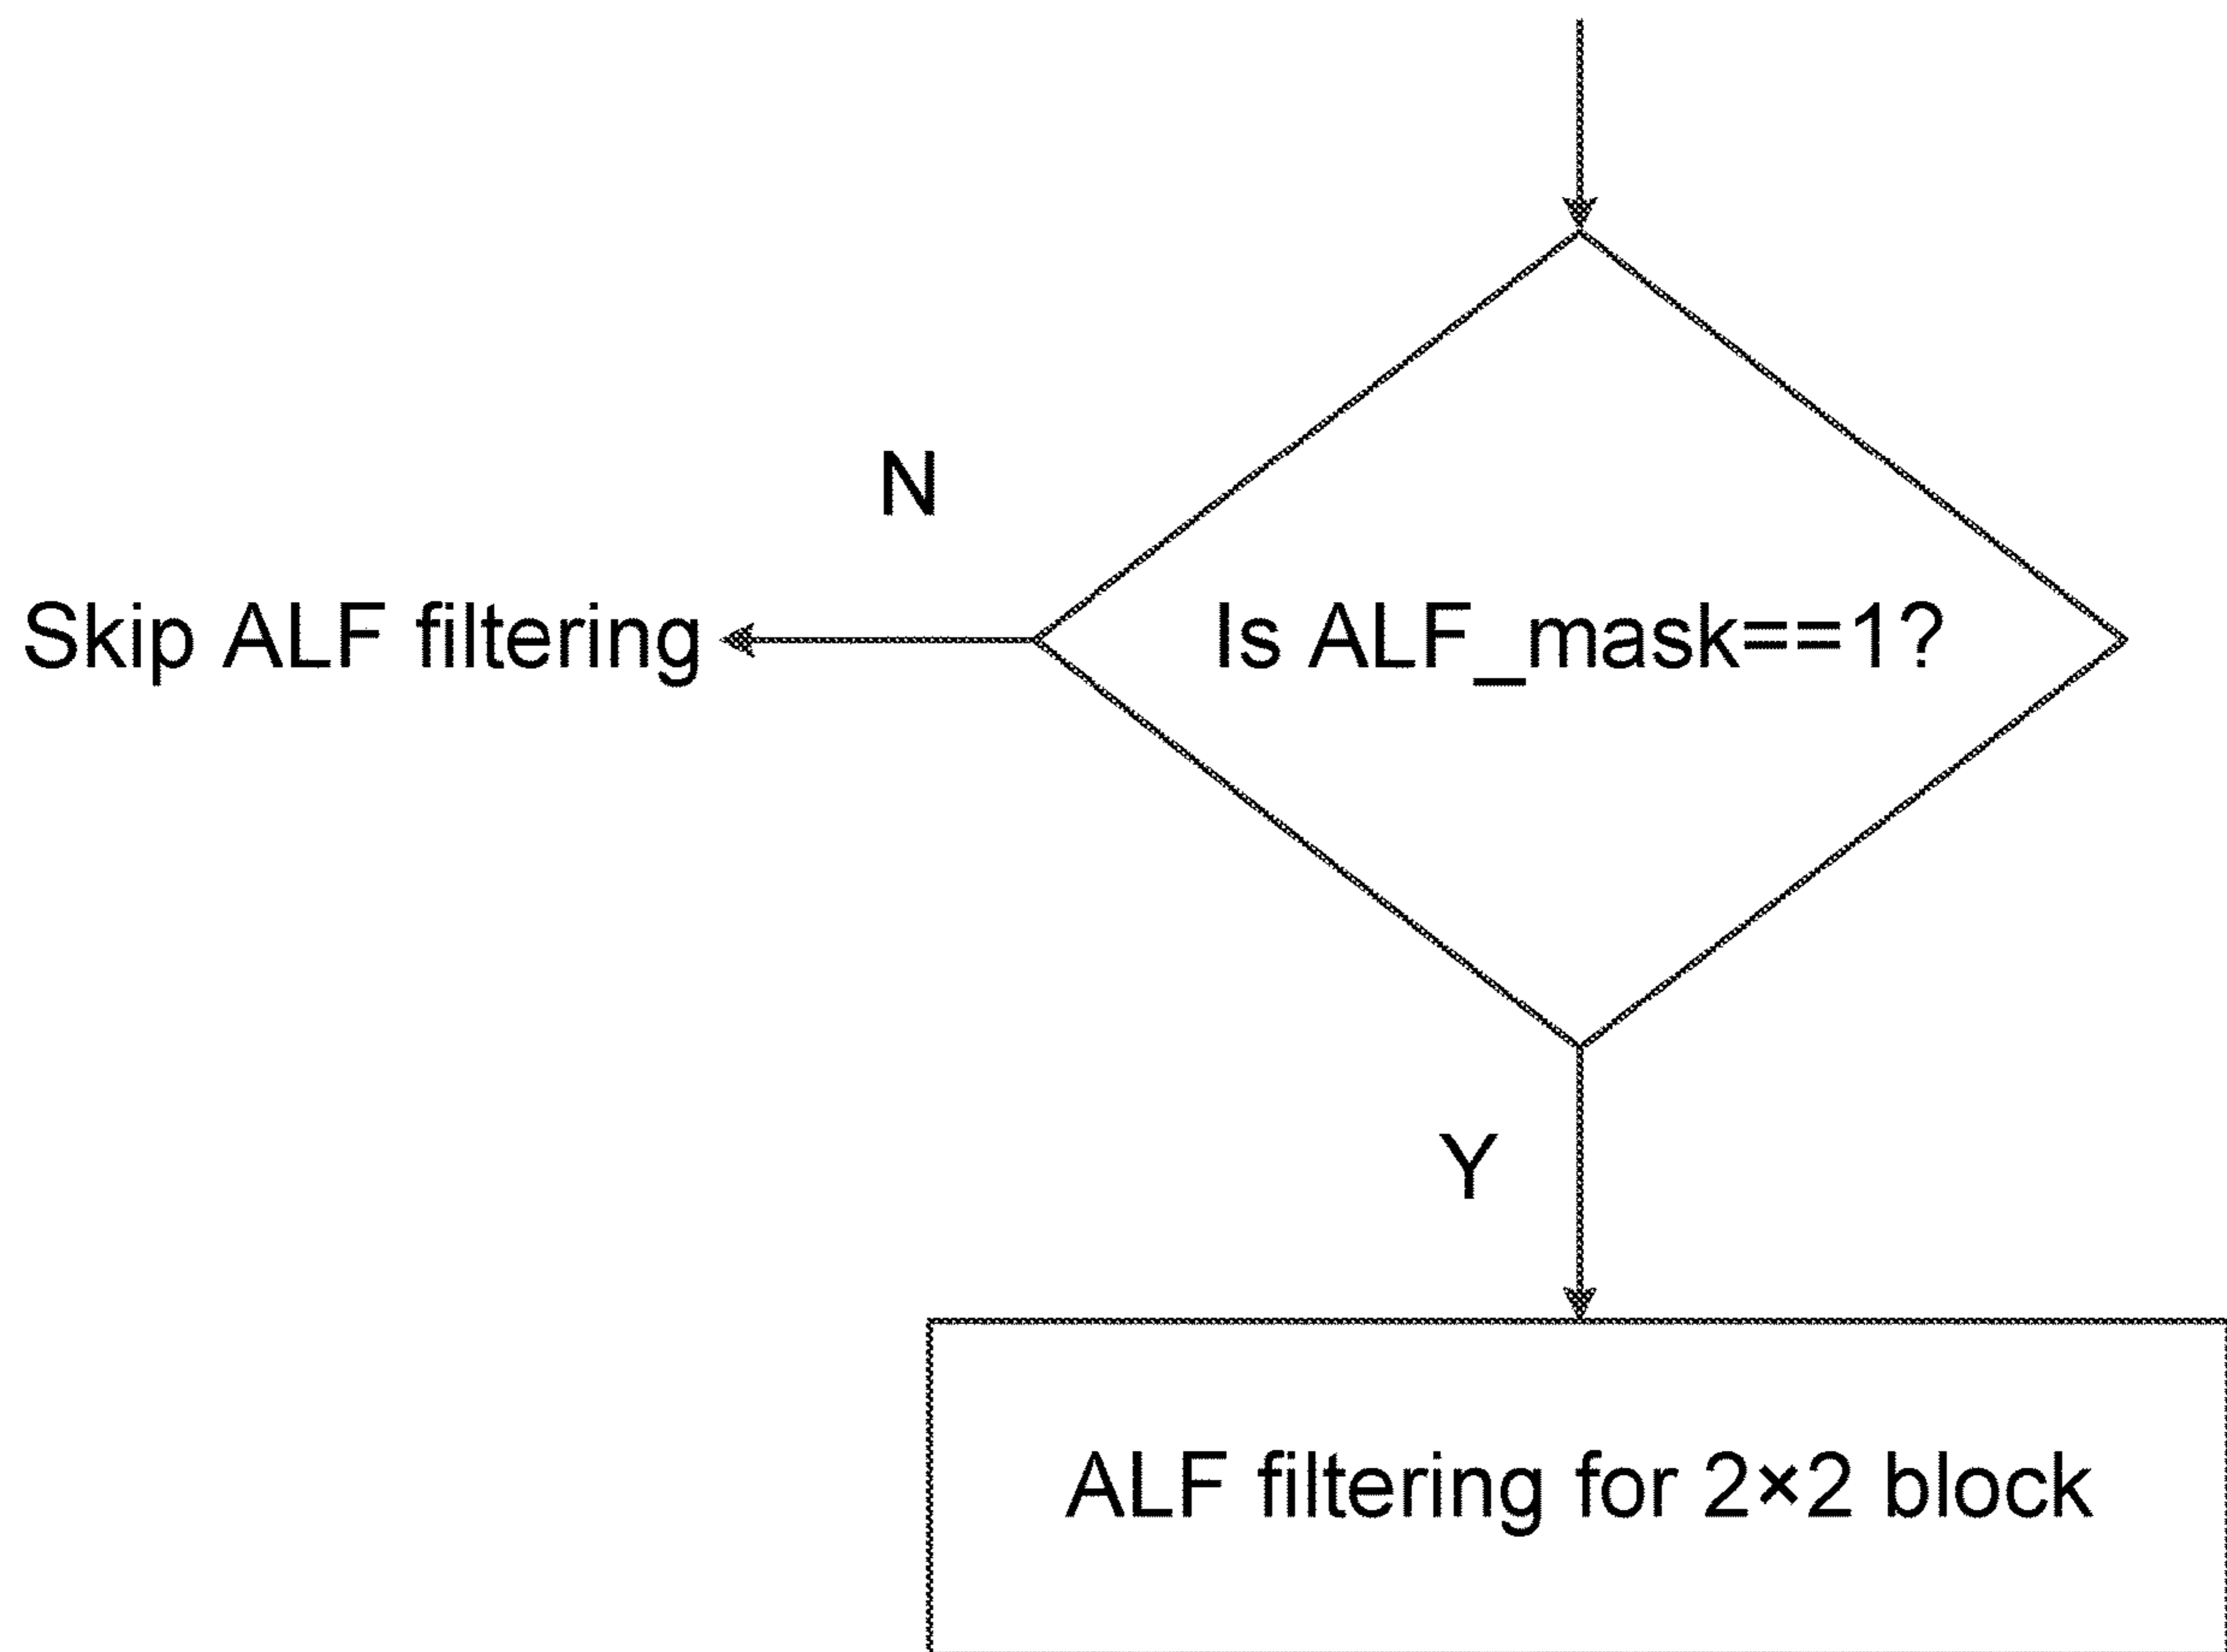 N
Skip ALF filtering
Is ALF_mask==1?
Y
ALF filtering for 2×2 block